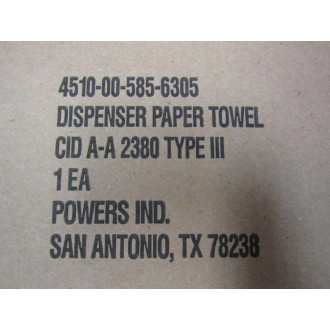 4510-00-585-6305
DISPENSER PAPER TOWEL
CID A-A 2380 TYPE III
1 EA
POWERS IND.
SAN ANTONIO, TX 78238